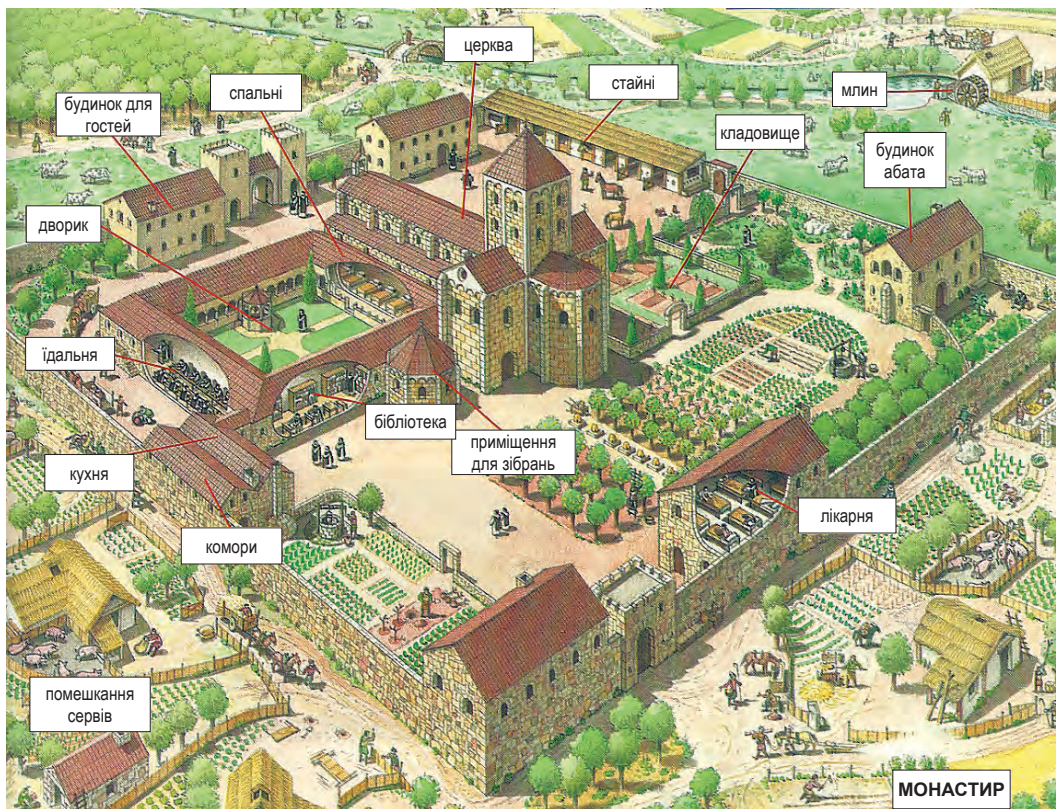 церква
стайні
млин
спальні
будинок для
гостей
кладовище
будинок
абата
дворик
їдальня
бібліотека
приміщення
для зібрань
кухня
лікарня
комори
помешкання
сервів
МОНАСТИР